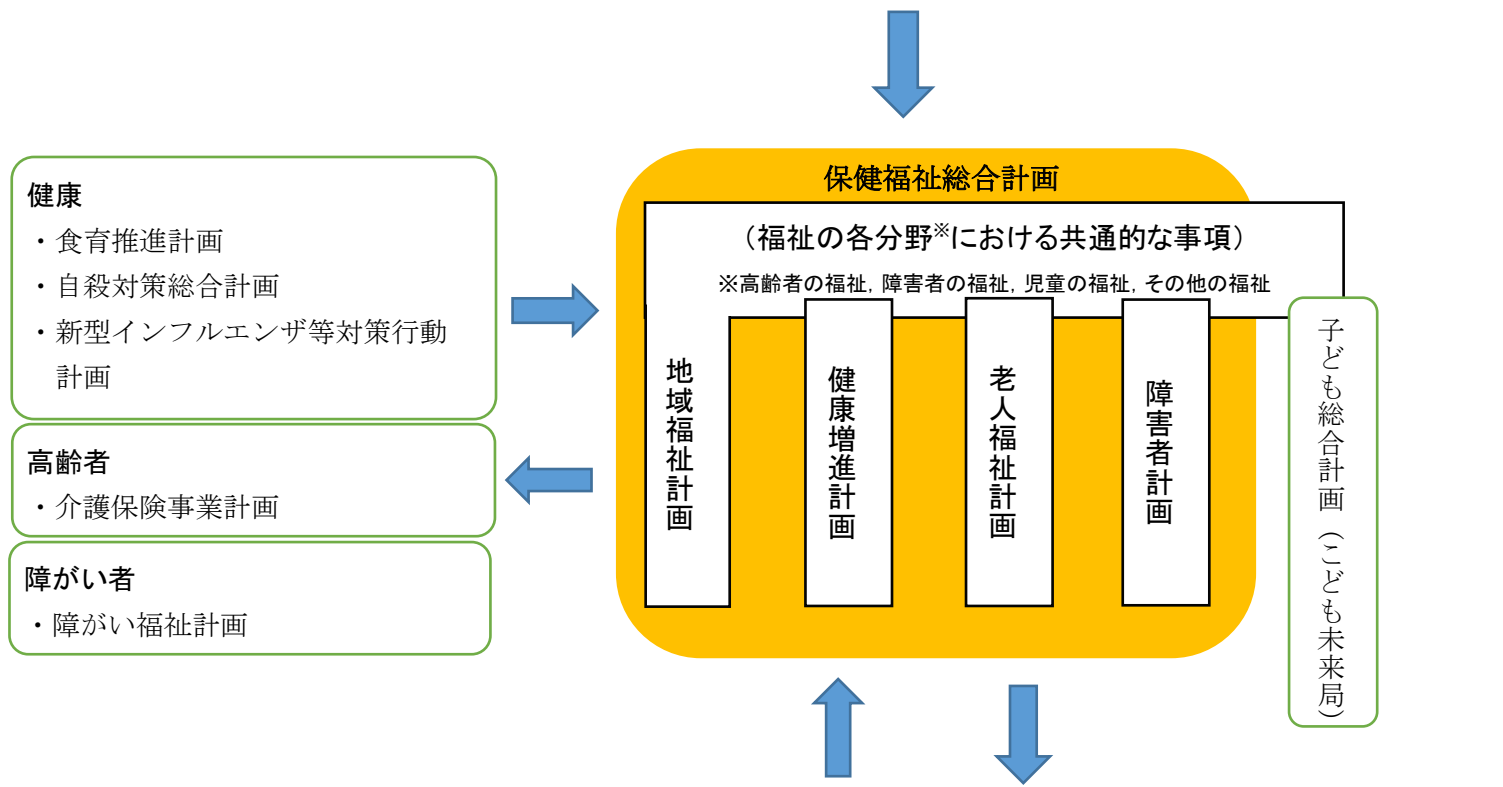 健康
・食育推進計画
・自殺対策総合計画
・新型インフルエンザ等対策行動
計画
高齢者
・介護保険事業計画
障がい者
・障がい福祉計画
保健福祉総合計画
（福祉の各分野※における共通的な事項）
※高齢者の福祉，障害者の福祉，児童の福祉，その他の福祉
地域福祉計画
健康増進計画
老人福祉計画
障害者計画
子ども総合計画（こども未来局）